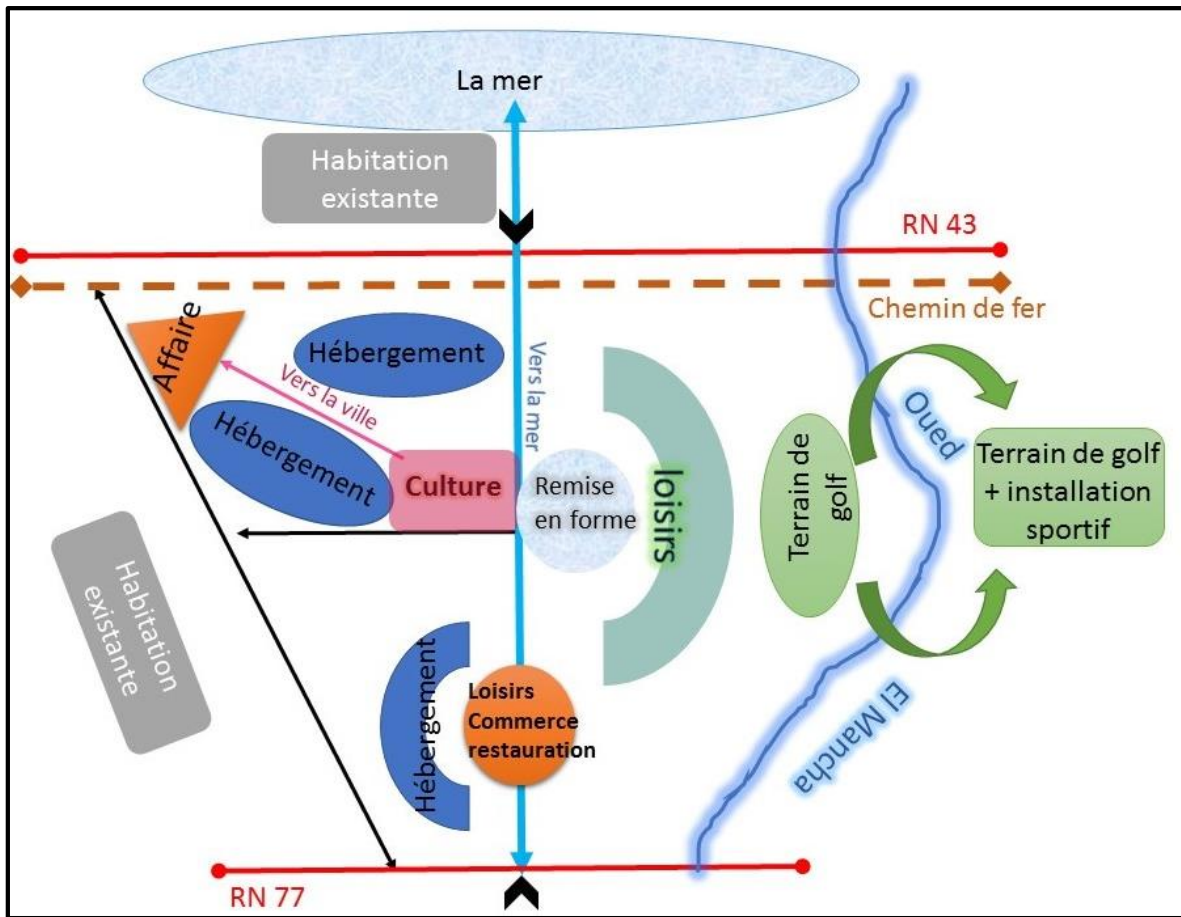 La mer
Habitation
existante
RN 43
Chemin de fer
Affaire
Hébergement
Vers la mer
Vers la ville
Hébergement
Culture
Remise
en forme
loisirs
Terrain de
golf
Oued
Terrain de golf
+ installation
sportif
Habitation
existante
Hébergement
Loisirs
Commerce
restauration
El Mancha
RN 77